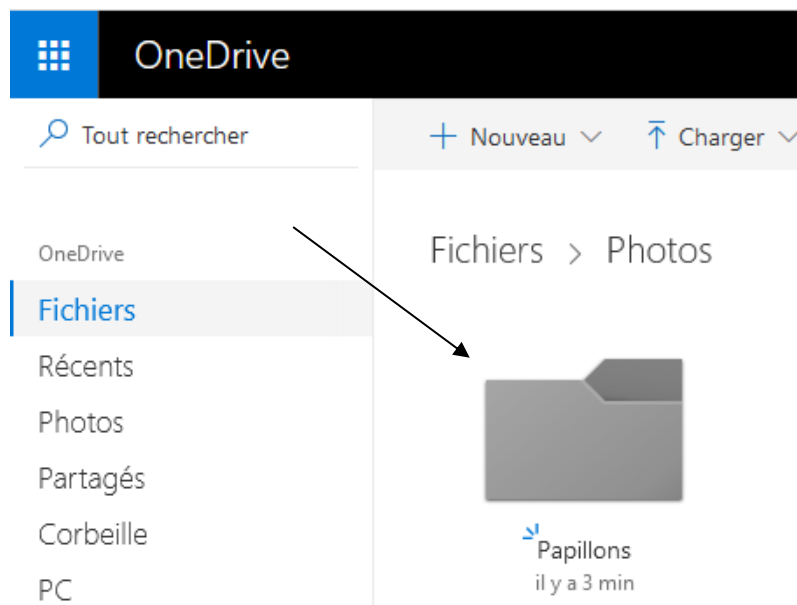 OneDrive
Tout rechercher
Nouveau
Charger
OneDrive
Fichiers
Récents
Photos
Partagés
Corbeille
PC
Fichiers > Photos
Papillons
il y a 3 min